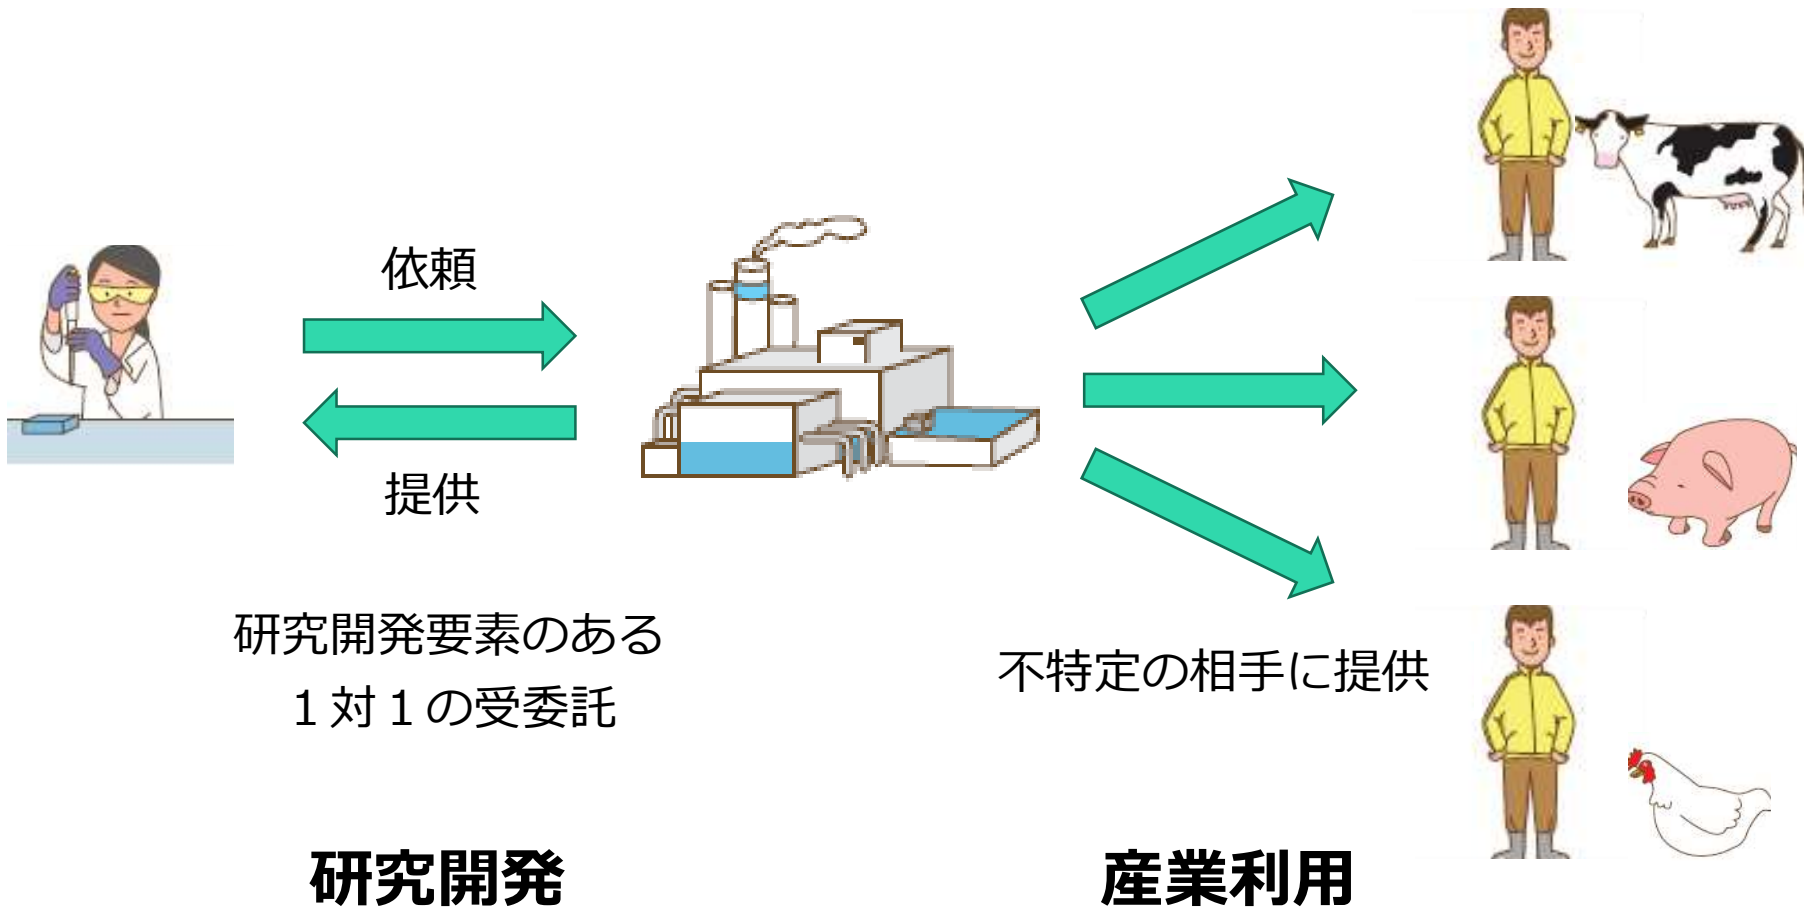 依頼
提供
研究開発要素のある
１対１の受委託
不特定の相手に提供
研究開発
産業利用